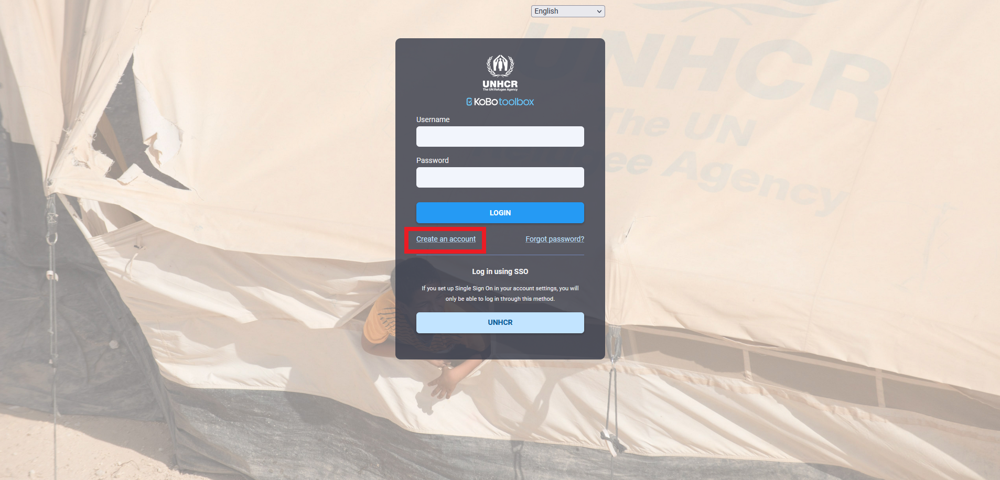 English
UNHCR
The UN
Refugee Agency
UNHCR
The UN Refugee Agency
KoBo toolbox
Username
Password
LOGIN
Create an account
Forgot password?
Log in using SSO
If you set up Single Sign On in your account settings, you will
only be able to log in through this method.
UNHCR